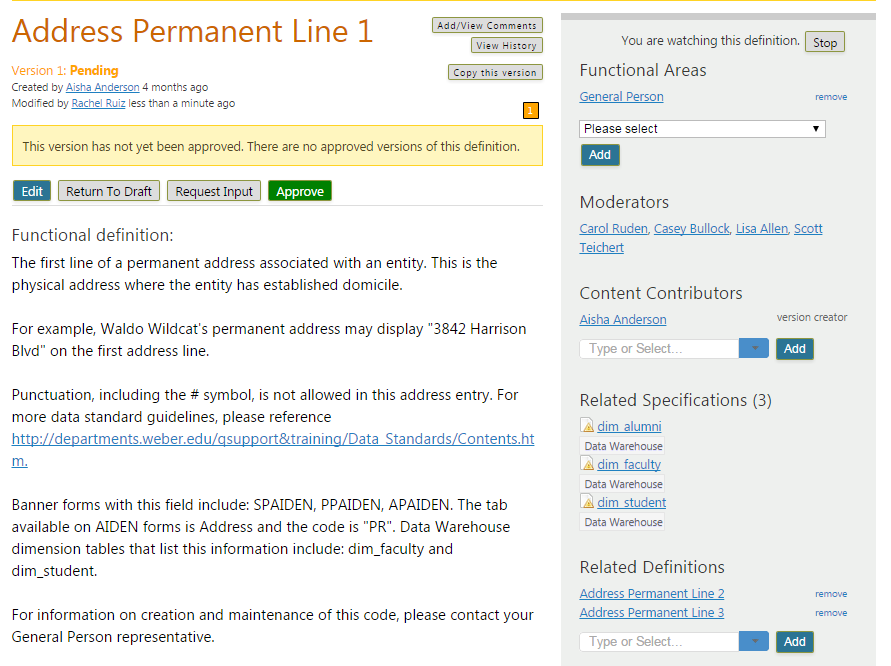 Address Permanent Line 1
Add/View Comments
View History
Version 1: Pending
Copy this version
Created by Aisha Anderson 4 months ago
Modified by Rachel Ruiz less than a minute ago
1
This version has not yet been approved. There are no approved versions of this definition.
Edit Return To Draft Request Input Approve
Functional definition:
The first line of a permanent address associated with an entity. This is the
physical address where the entity has established domicile.
For example, Waldo Wildcat's permanent address may display "3842 Harrison
Blvd" on the first address line.
Punctuation, including the # symbol, is not allowed in this address entry. For
more data standard guidelines, please reference
http://departments.weber.edu/qsupport&training/Data_Standards/Contents.ht
m.
Banner forms with this field include: SPAIDEN, PPAIDEN, APAIDEN. The tab
available on AIDEN forms is Address and the code is "PR". Data Warehouse
dimension tables that list this information include: dim_faculty and
dim_student.
For information on creation and maintenance of this code, please contact your
General Person representative.
You are watching this definition. Stop
Functional Areas
General Person remove
Please select
Add
Moderators
Carol Ruden, Casey Bullock, Lisa Allen, Scott
Teichert
Content Contributors
Aisha Anderson version creator
Type or Select... Add
Related Specifications (3)
dim_alumni
Data Warehouse
dim_faculty
Data Warehouse
dim_student
Data Warehouse
Related Definitions
Address Permanent Line 2 remove
Address Permanent Line 3 remove
Type or Select... Add